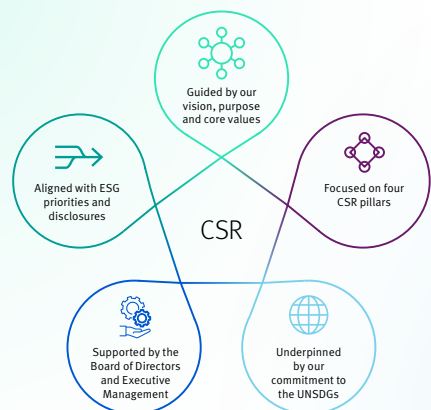 Guided by our
vision, purpose
and core values
Aligned with ESG
priorities and
disclosures
Focused on four
CSR pillars
CSR
Supported by the
Board of Directors
and Executive
Management
Underpinned
by our
commitment to
the UNSDGs